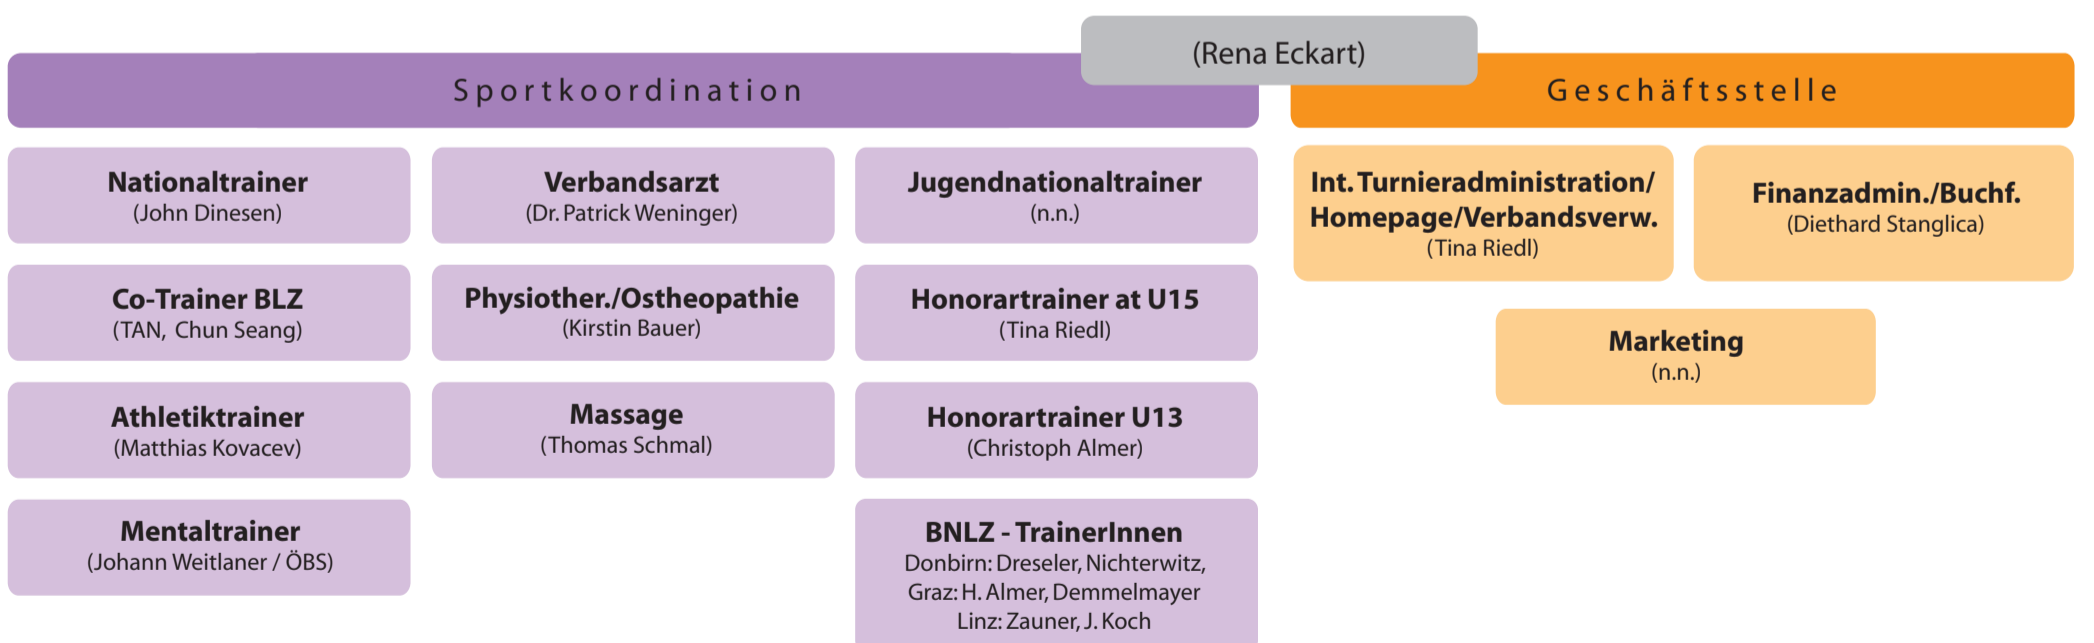 (Rena Eckart)
Sportkoordination
Geschäftsstelle
Nationaltrainer
(John Dinesen)
Verbandsarzt
(Dr. Patrick Weninger)
Jugendnationaltrainer
(n.n.)
Int. Turnieradministration/
Homepage/Verbandsverw.
(Tina Riedl)
Finanzadmin./Buchf.
(Diethard Stanglica)
Co-Trainer BLZ
(TAN, Chun Seang)
Physiother./Ostheopathie
(Kirstin Bauer)
Honorartrainer at U15
(Tina Riedl)
Marketing
(n.n.)
Athletiktrainer
(Matthias Kovacev)
Massage
(Thomas Schmal)
Honorartrainer U13
(Christoph Almer)
Mentaltrainer
(Johann Weitlaner / ÖBS)
BNLZ - TrainerInnen
Donbirn: Dreseler, Nichterwitz,
Graz: H. Almer, Demmelmayer
Linz: Zauner, J. Koch